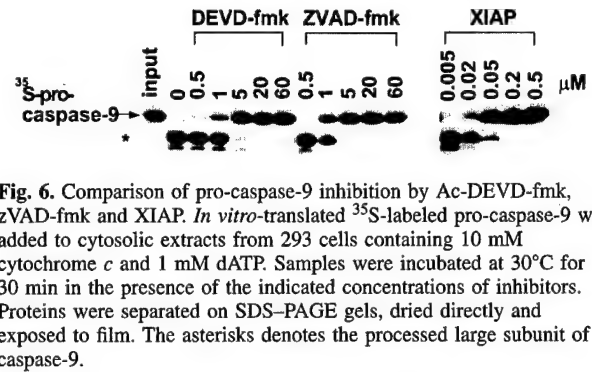 DEVD-fmk ZVAD-fmk XIAP
input 0 0.5 1 5 20 60 0.5 1 5 20 60 0.005 0.02 0.05 0.2 0.5 μM
35S-pro-
caspase-9
*
Fig. 6. Comparison of pro-caspase-9 inhibition by Ac-DEVD-fmk,
zVAD-fmk and XIAP. In vitro-translated 35S-labeled pro-caspase-9 w
added to cytosolic extracts from 293 cells containing 10 mM
cytochrome c and 1 mM dATP. Samples were incubated at 30°C for
30 min in the presence of the indicated concentrations of inhibitors.
Proteins were separated on SDS–PAGE gels, dried directly and
exposed to film. The asterisks denotes the processed large subunit of
caspase-9.